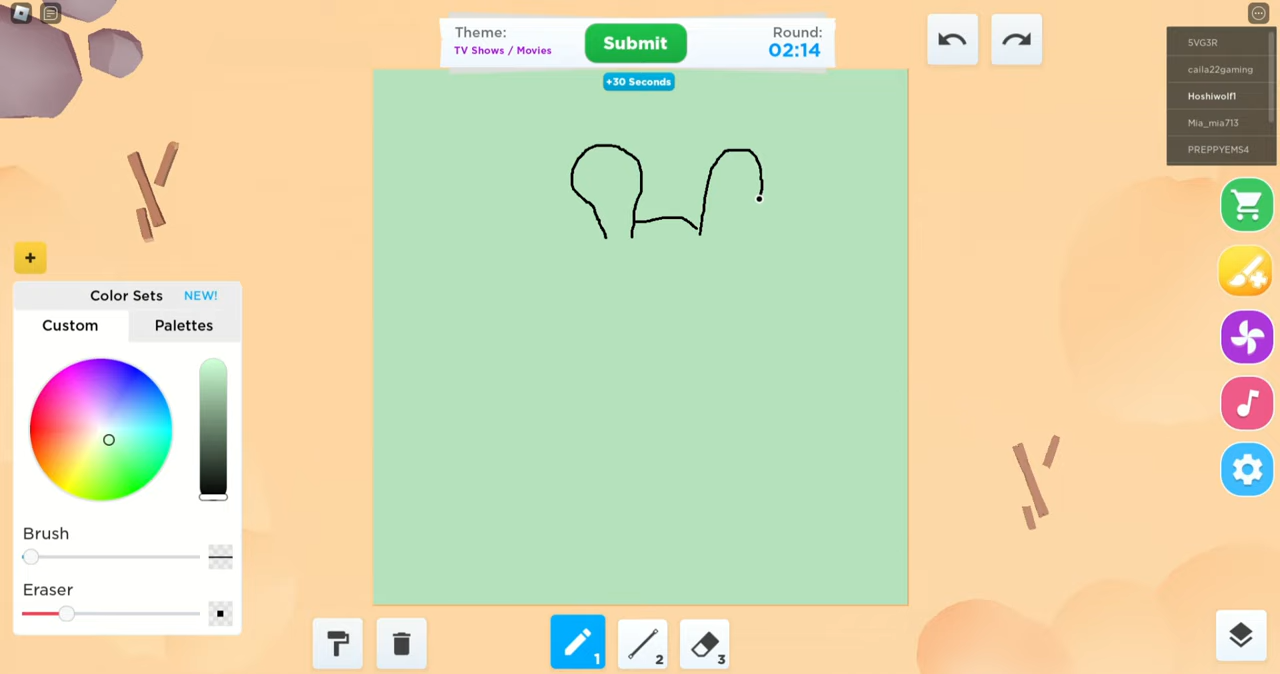 Theme:
TV Shows / Movies
Submit
Round:
02:14
+30 Seconds
5VG3R
caila22gaming
Hoshiwolf1
Mia_mia713
PREPPYEMS4
+
Color Sets NEW!
Custom Palettes
Brush
Eraser
1
2
3